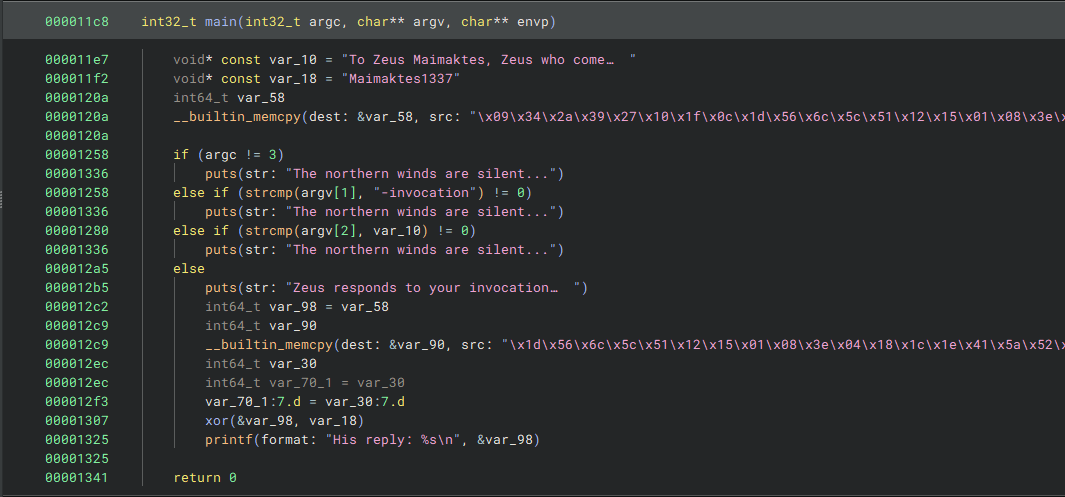 000011c8 int32_t main(int32_t argc, char** argv, char** envp)
000011e7 void* const var_10 = "To Zeus Maimaktes, Zeus who come… "
000011f2 void* const var_18 = "Maimaktes1337"
0000120a int64_t var_58
0000120a __builtin_memcpy(dest: &var_58, src: "\x09\x34\x2a\x39\x27\x10\x1f\x0c\x1d\x56\x6c\x5c\x51\x12\x15\x01\x08\x3e\x
0000120a
00001258 if (argc != 3)
00001336 puts(str: "The northern winds are silent...")
00001258 else if (strcmp(argv[1], "-invocation") != 0)
00001336 puts(str: "The northern winds are silent...")
00001280 else if (strcmp(argv[2], var_10) != 0)
00001336 puts(str: "The northern winds are silent...")
000012a5 else
000012b5 puts(str: "Zeus responds to your invocation… ")
000012c2 int64_t var_98 = var_58
000012c9 int64_t var_90
000012c9 __builtin_memcpy(dest: &var_90, src: "\x1d\x56\x6c\x5c\x51\x12\x15\x01\x08\x3e\x04\x18\x1c\x1e\x41\x5a\x52\
000012ec int64_t var_30
000012ec int64_t var_70_1 = var_30
000012f3 var_70_1:7.d = var_30:7.d
00001307 xor(&var_98, var_18)
00001325 printf(format: "His reply: %s\n", &var_98)
00001325
00001341 return 0